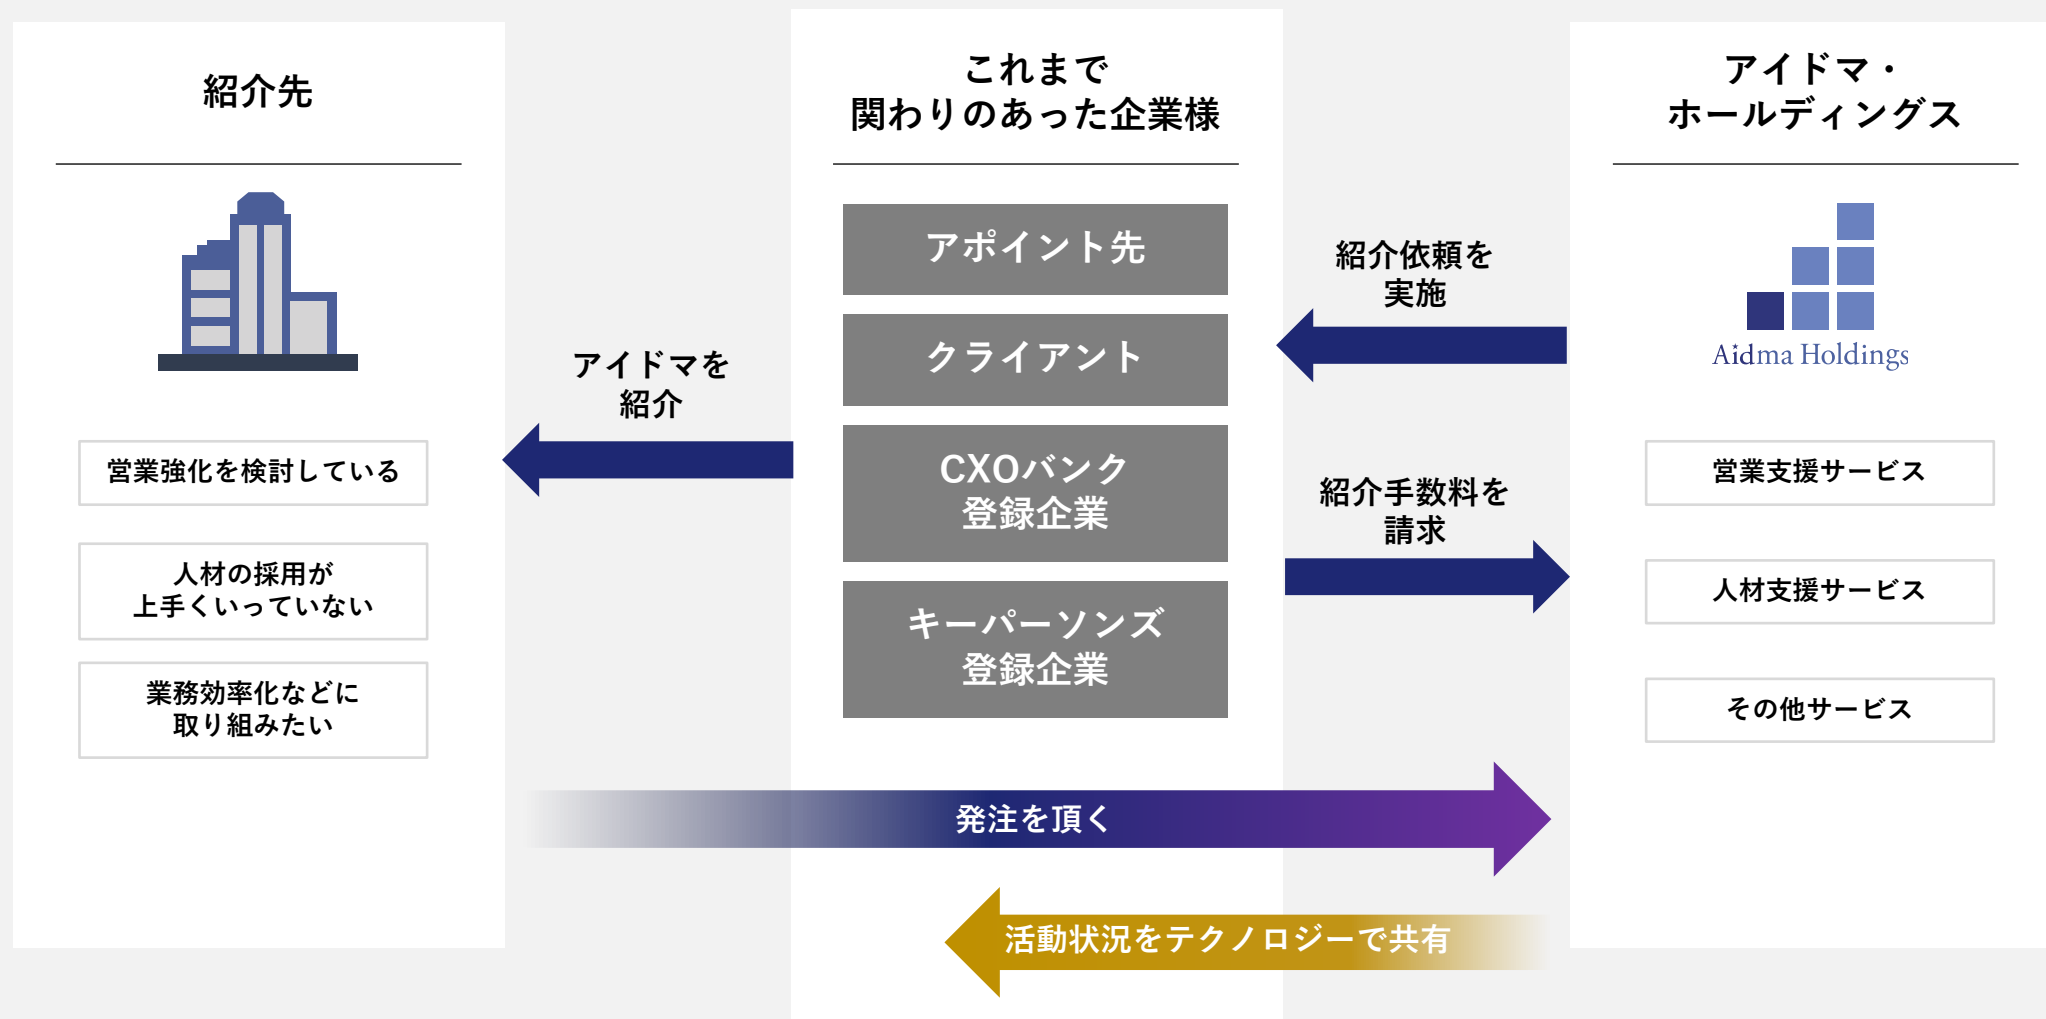 紹介先
営業強化を検討している
人材の採用が
上手くいっていない
業務効率化などに
取り組みたい
アイドマを
紹介
これまで
関わりのあった企業様
アポイント先
クライアント
CXOバンク
登録企業
キーパーソンズ
登録企業
紹介依頼を
実施
紹介手数料を
請求
アイドマ・
ホールディングス
Aidma Holdings
営業支援サービス
人材支援サービス
その他サービス
発注を頂く
活動状況をテクノロジーで共有